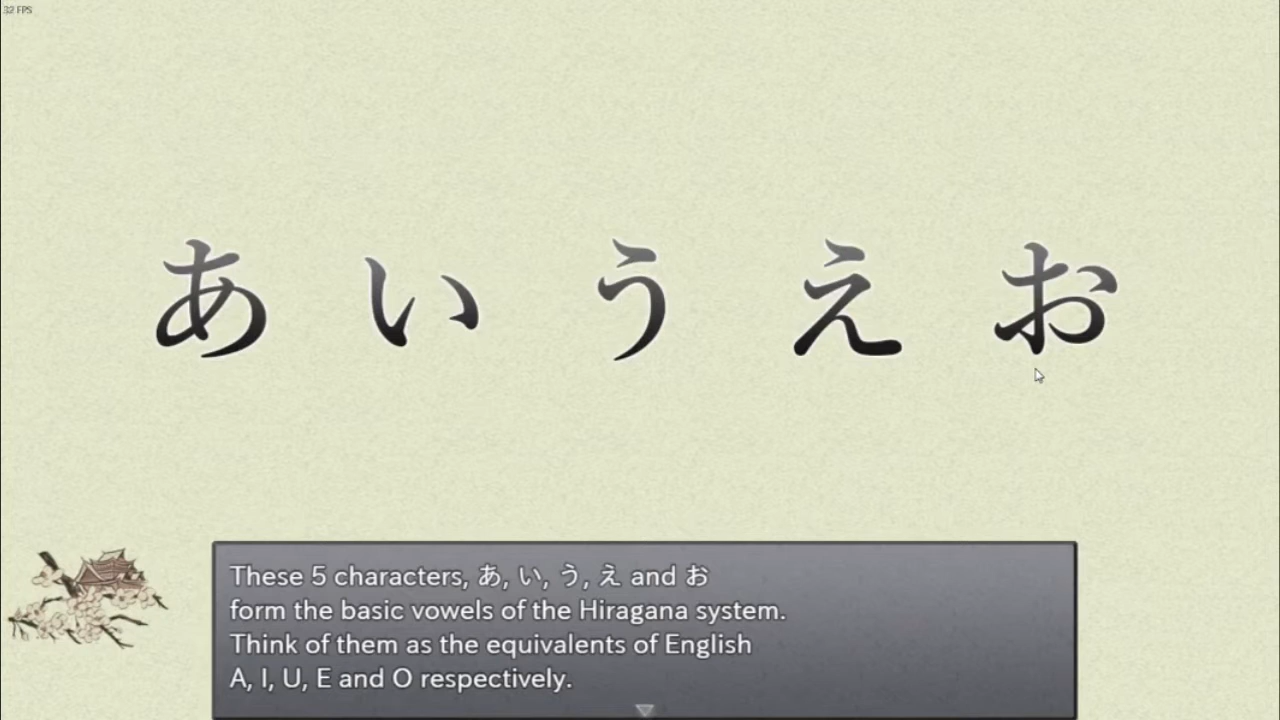 32 FPS
あ い う え お
These 5 characters, あ, い, う, え and お
form the basic vowels of the Hiragana system.
Think of them as the equivalents of English
A, I, U, E and O respectively.